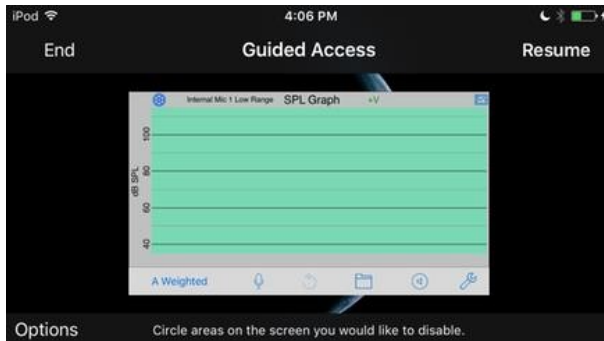 iPod 4:06 PM
End Guided Access Resume
Internal Mic 1 Low Range SPL Graph +V
100
80
60
40
dB SPL
A Weighted
Options Circle areas on the screen you would like to disable.